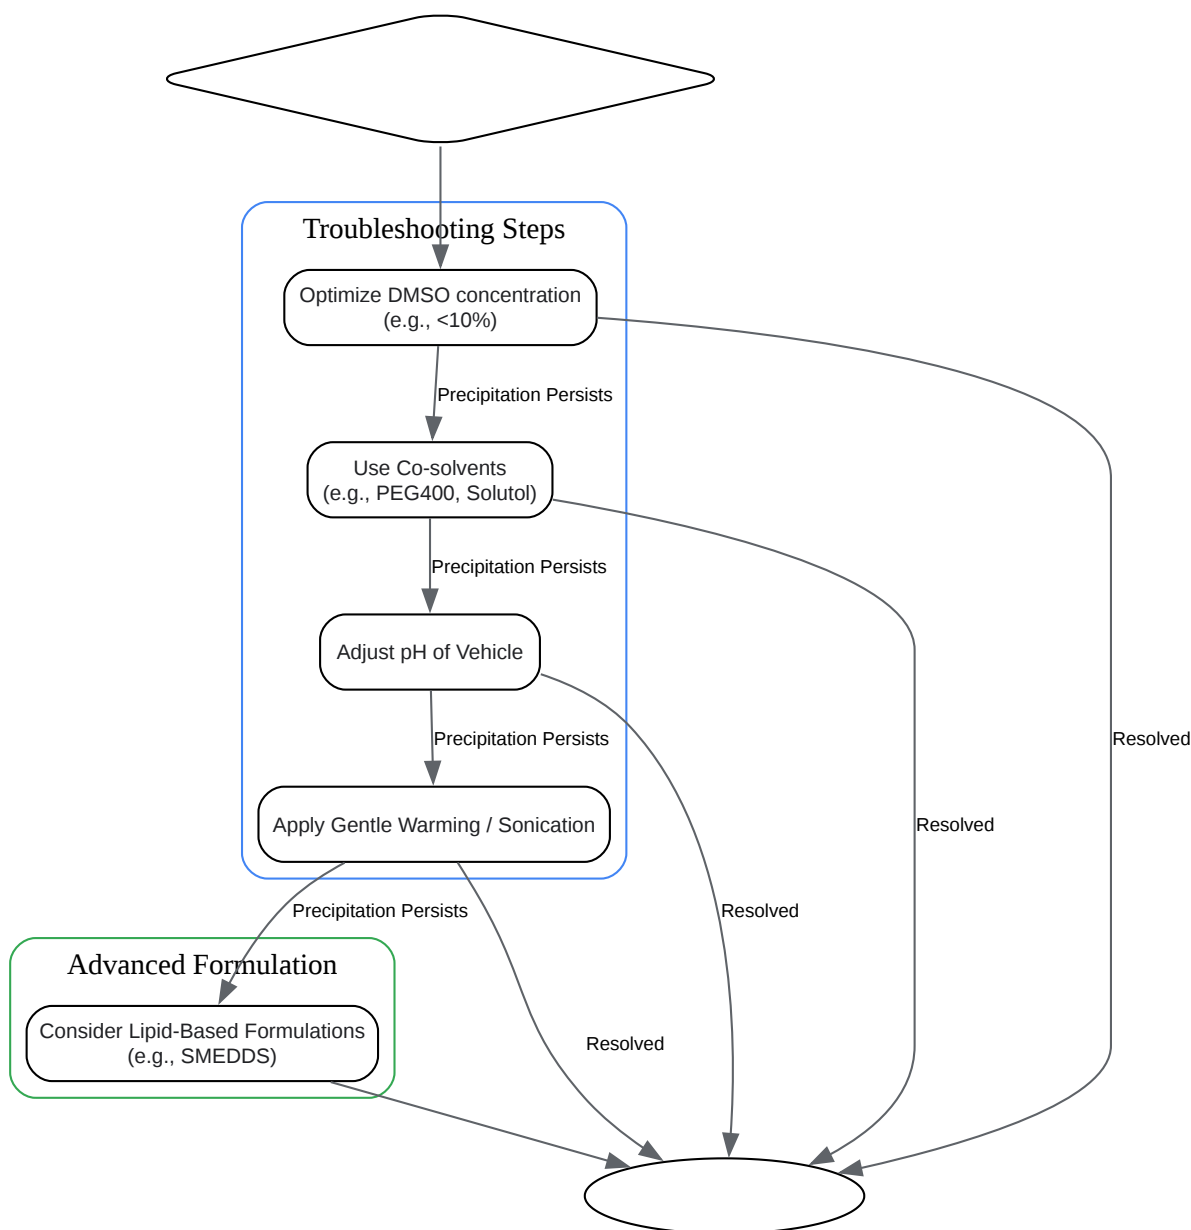 Troubleshooting Steps
Optimize DMSO concentration
(e.g., <10%)
Precipitation Persists
Use Co-solvents
(e.g., PEG400, Solutol)
Precipitation Persists
Adjust pH of Vehicle
Precipitation Persists
Resolved
Apply Gentle Warming / Sonication
Resolved
Precipitation Persists
Resolved
Advanced Formulation
Consider Lipid-Based Formulations
(e.g., SMEDDS)
Resolved